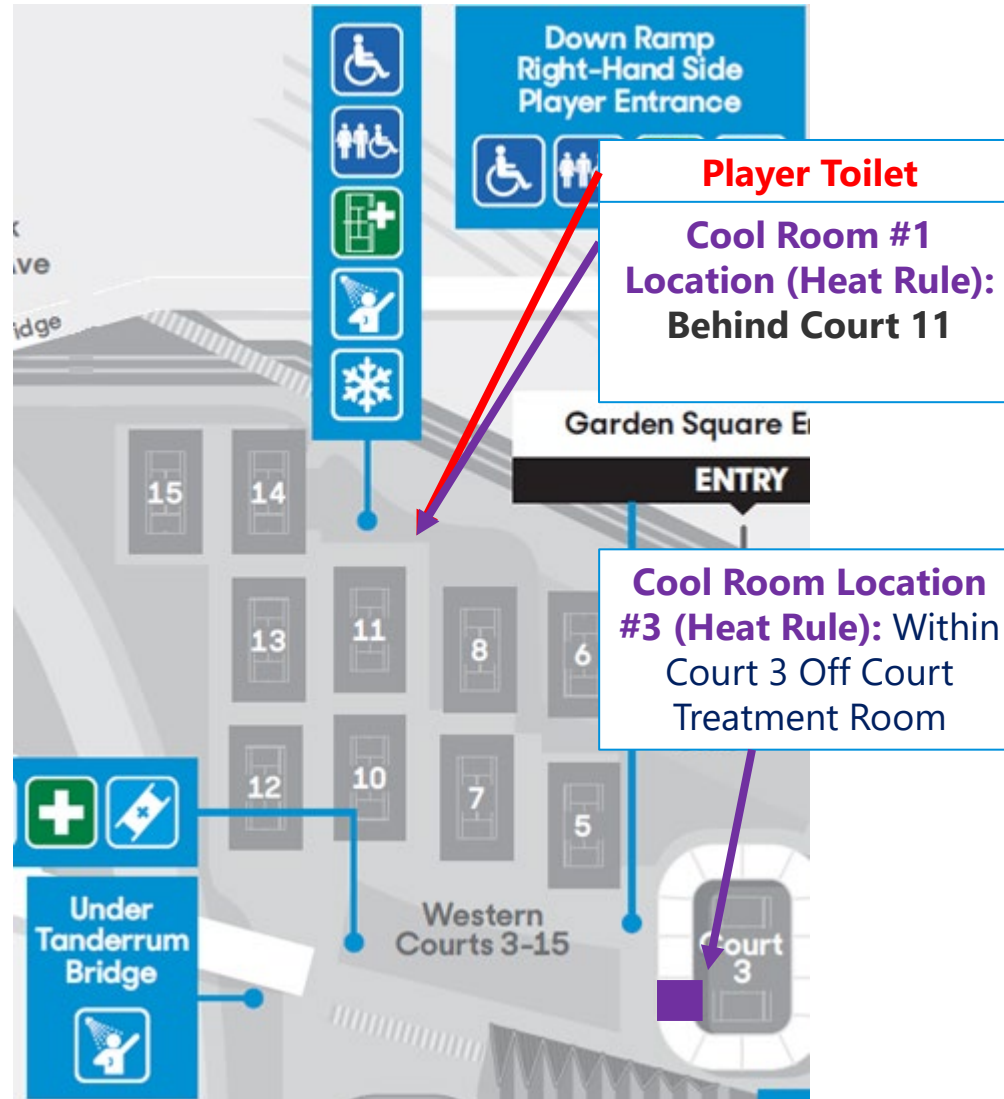 Down Ramp
Right-Hand Side
Player Entrance
Player Toilet
Cool Room #1
Location (Heat Rule):
Behind Court 11
Garden Square
ENTRY
15
14
13
11
8
6
12
10
7
5
Cool Room Location
#3 (Heat Rule): Within
Court 3 Off Court
Treatment Room
Western
Courts 3-15
Court
3
Under
Tanderrum
Bridge